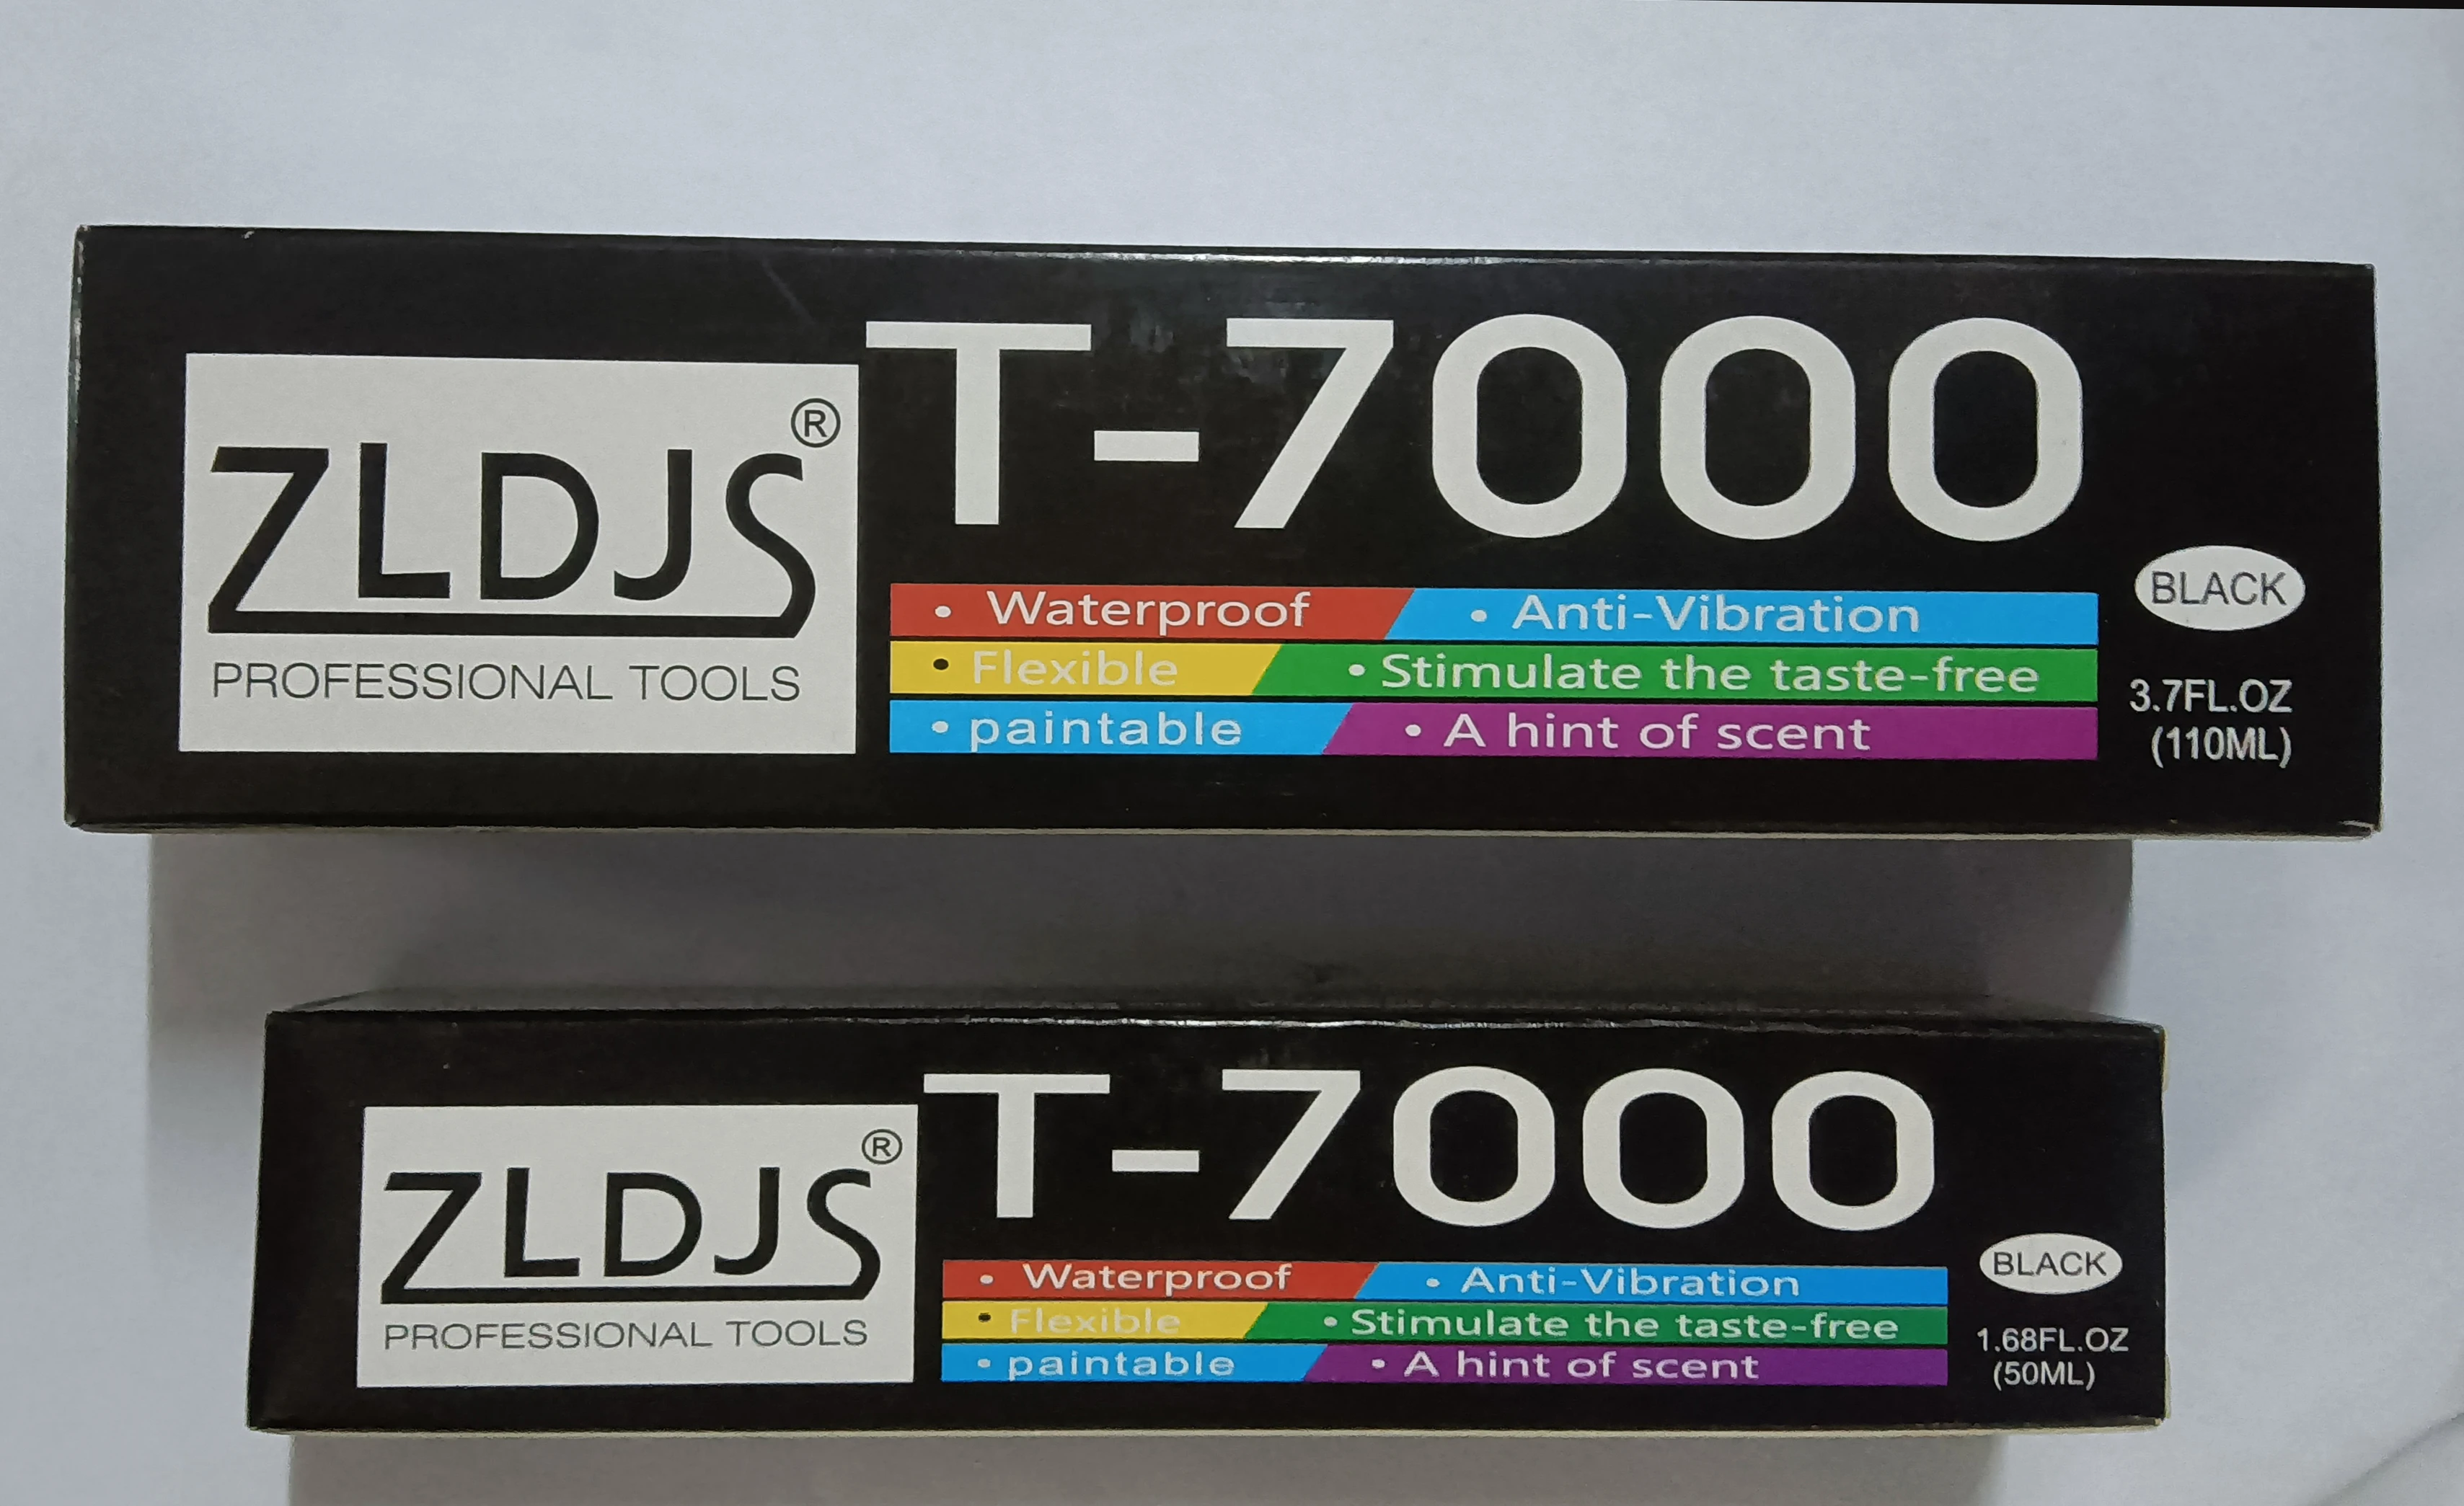 ZLDJS®
PROFESSIONAL TOOLS
T-7000
• Waterproof • Anti-Vibration
• Flexible • Stimulate the taste-free
• paintable • A hint of scent
BLACK
3.7FL.OZ
(110ML)
ZLDJS®
PROFESSIONAL TOOLS
T-7000
• Waterproof • Anti-Vibration
• Flexible • Stimulate the taste-free
• paintable • A hint of scent
BLACK
1.68FL.OZ
(50ML)